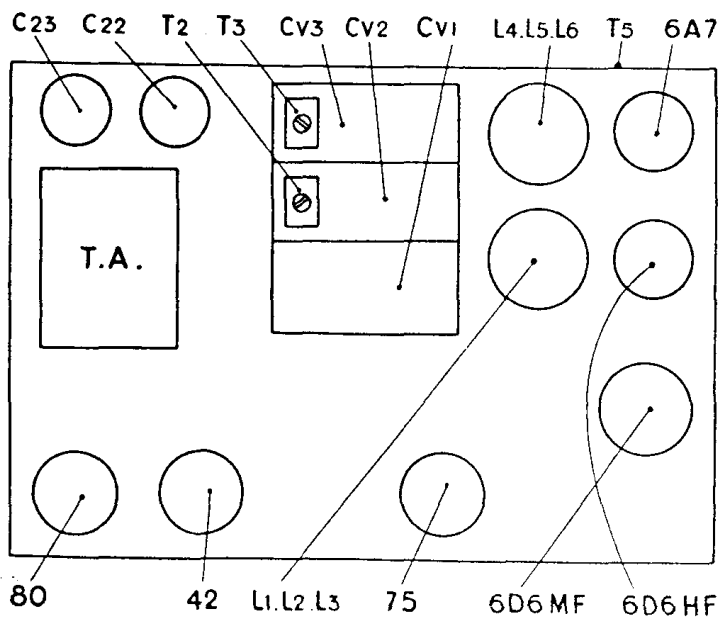 C23 C22 T2 T3 Cv3 Cv2 Cv1 L4.L5.L6 T5 6A7
T.A.
80 42 L1.L2.L3 75 6D6MF 6D6HF